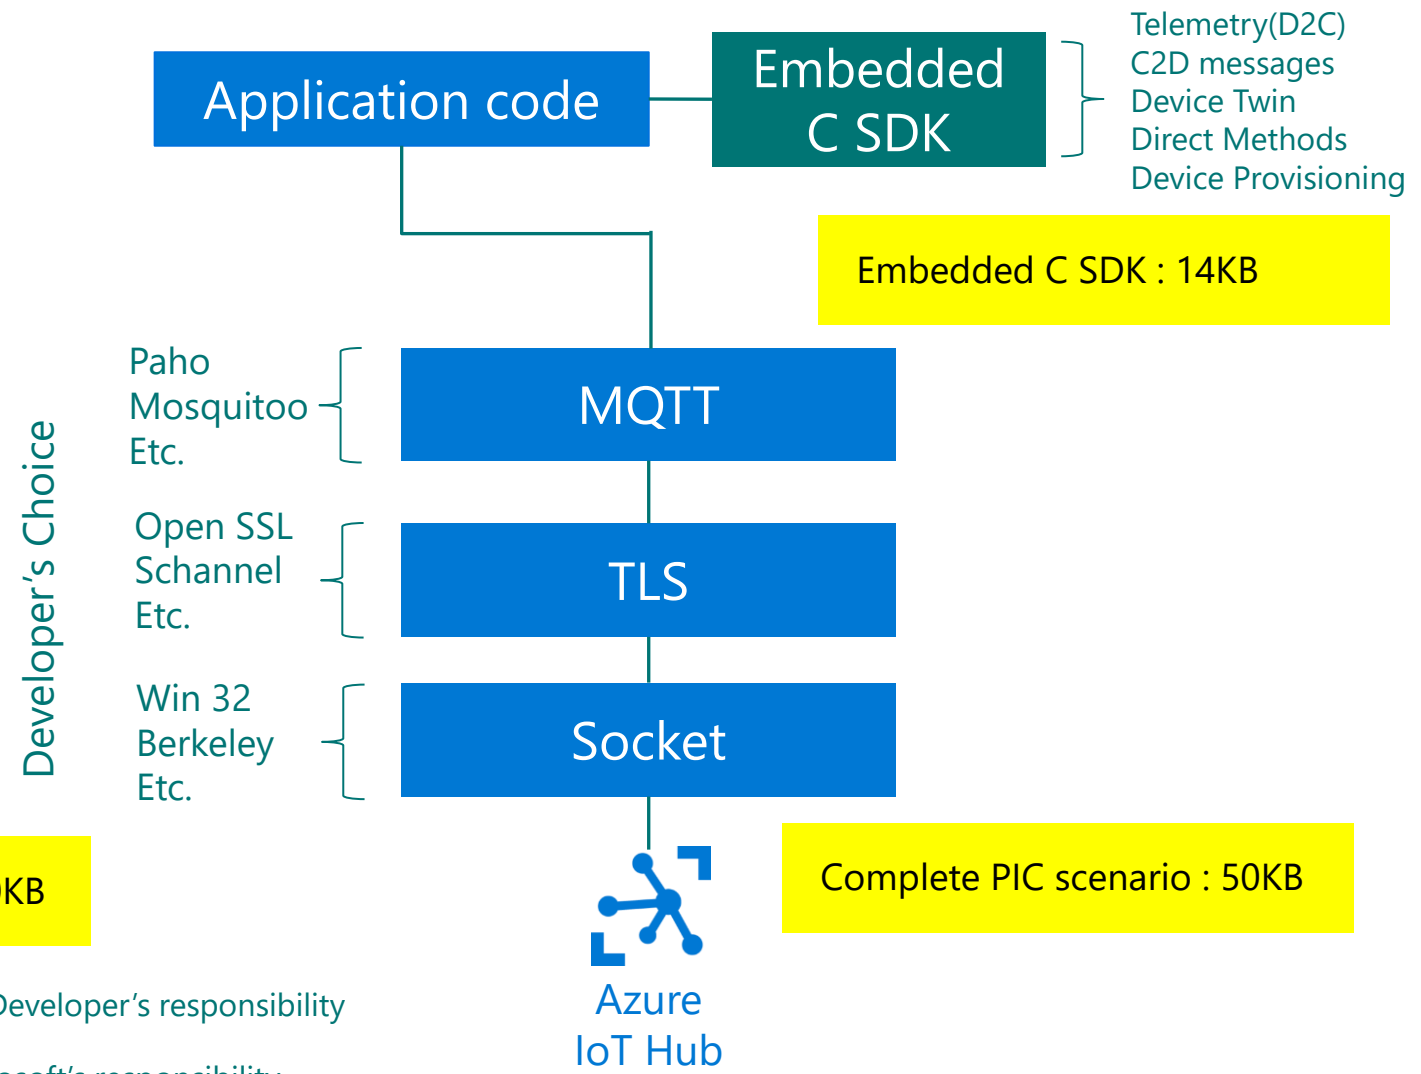 Telemetry(D2C)
C2D messages
Device Twin
Direct Methods
Device Provisioning
Application code
Embedded
C SDK
Embedded C SDK : 14KB
Developer’s Choice
Paho
Mosquitoo
Etc.
MQTT
Open SSL
Schannel
Etc.
TLS
Win 32
Berkeley
Etc.
Socket
Complete PIC scenario : 50KB
Azure
IoT Hub
Developer’s responsibility
responsibility